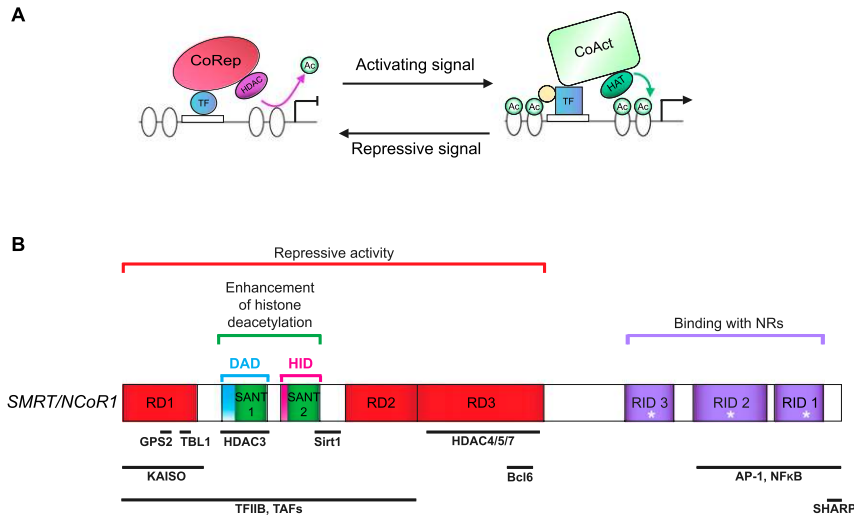 A
CoRep
HDAC
Ac
TF
Activating signal
Repressive signal
CoAct
HAT
TF
Ac Ac Ac Ac
B
Repressive activity
Enhancement
of histone
deacetylation
Binding with NRs
DAD HID
SMRT/NCoR1
RD1 SANT 1 SANT 2 RD2 RD3 RID 3 * RID 2 * RID 1 *
GPS2 TBL1 HDAC3 Sirt1 HDAC4/5/7
KAISO Bcl6 AP-1, NFκB
TFIIB, TAFs SHARP